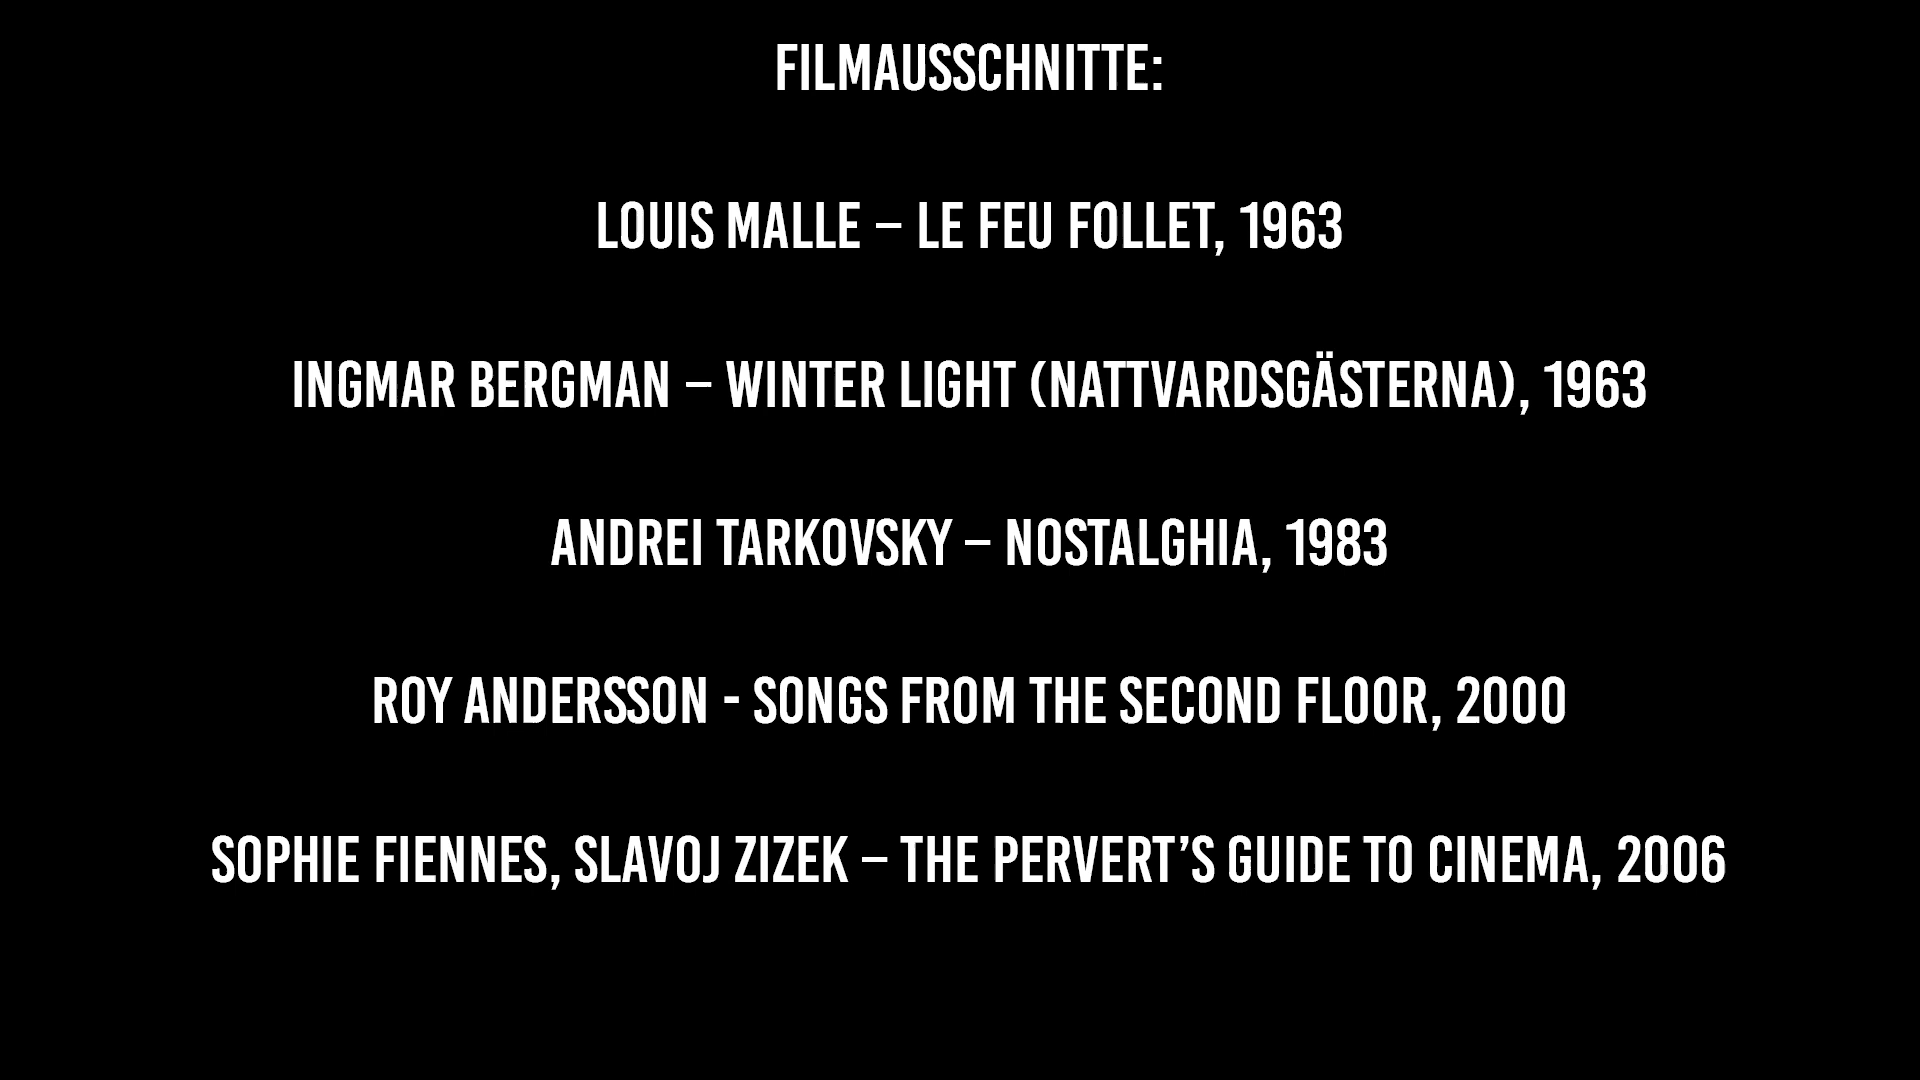 FILMAUSSCHNITTE:
LOUIS MALLE – LE FEU FOLLET, 1963
INGMAR BERGMAN – WINTER LIGHT (NATTVARDSGÄSTERNA), 1963
ANDREI TARKOVSKY – NOSTALGHIA, 1983
ROY ANDERSSON - SONGS FROM THE SECOND FLOOR, 2000
SOPHIE FIENNES, SLAVOJ ZIZEK – THE PERVERT’S GUIDE TO CINEMA, 2006